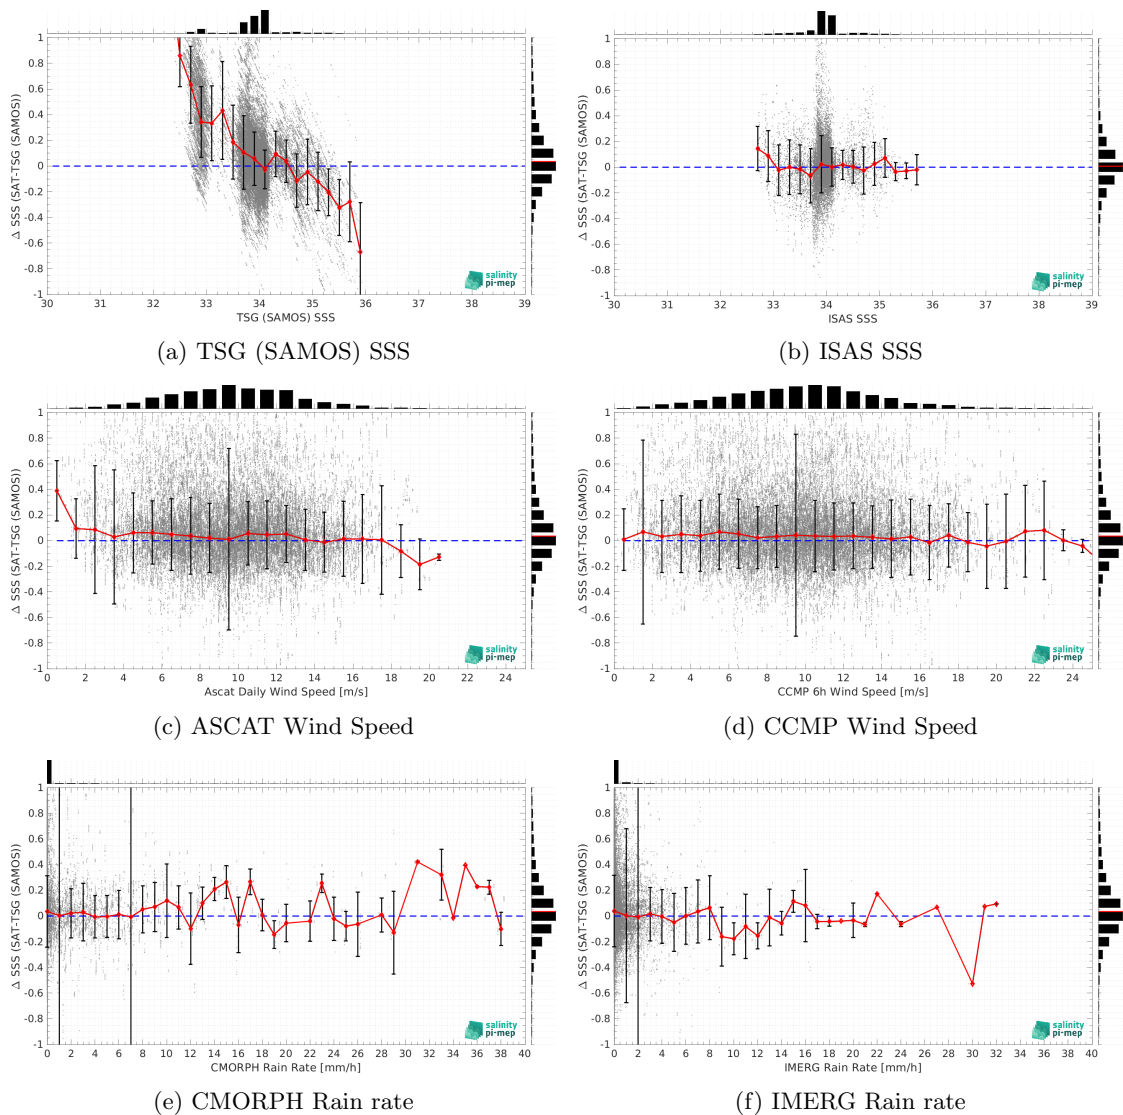 1
0.8
0.6
0.4
0.2
0
-0.2
-0.4
-0.6
-0.8
-1
Δ SSS (SAT-TSG (SAMOS))
30 31 32 33 34 35 36 37 38 39
TSG (SAMOS) SSS
salinity
pi-mep
(a) TSG (SAMOS) SSS
1
0.8
0.6
0.4
0.2
0
-0.2
-0.4
-0.6
-0.8
-1
Δ SSS (SAT-TSG (SAMOS))
30 31 32 33 34 35 36 37 38 39
ISAS SSS
salinity
pi-mep
(b) ISAS SSS
1
0.8
0.6
0.4
0.2
0
-0.2
-0.4
-0.6
-0.8
-1
Δ SSS (SAT-TSG (SAMOS))
0 2 4 6 8 10 12 14 16 18 20 22 24
Ascat Daily Wind Speed [m/s]
salinity
pi-mep
(c) ASCAT Wind Speed
1
0.8
0.6
0.4
0.2
0
-0.2
-0.4
-0.6
-0.8
-1
Δ SSS (SAT-TSG (SAMOS))
0 2 4 6 8 10 12 14 16 18 20 22 24
CCMP 6h Wind Speed [m/s]
salinity
pi-mep
(d) CCMP Wind Speed
1
0.8
0.6
0.4
0.2
0
-0.2
-0.4
-0.6
-0.8
-1
Δ SSS (SAT-TSG (SAMOS))
0 2 4 6 8 10 12 14 16 18 20 22 24 26 28 30 32 34 36 38 40
CMORPH Rain Rate [mm/h]
salinity
pi-mep
(e) CMORPH Rain rate
1
0.8
0.6
0.4
0.2
0
-0.2
-0.4
-0.6
-0.8
-1
Δ SSS (SAT-TSG (SAMOS))
0 2 4 6 8 10 12 14 16 18 20 22 24 26 28 30 32 34 36 38 40
IMERG Rain Rate [mm/h]
salinity
pi-mep
(f) IMERG Rain rate